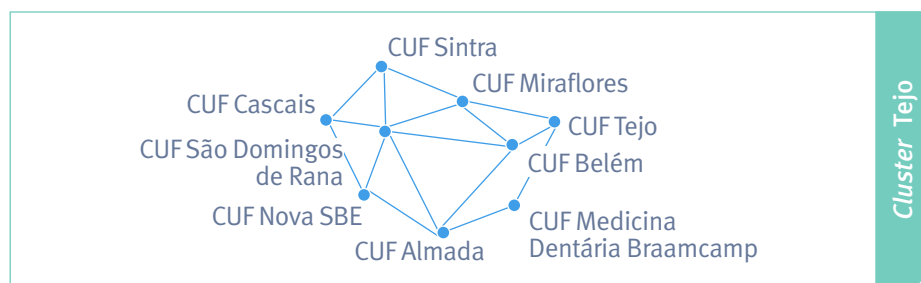 CUF Sintra
CUF Miraflores
CUF Cascais
CUF Tejo
CUF São Domingos
de Rana
CUF Belém
CUF Nova SBE
CUF Medicina
Dentária Braamcamp
CUF Almada
Cluster Tejo